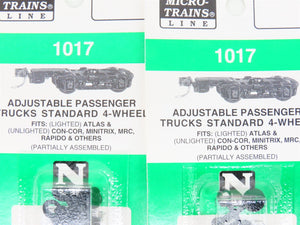 TRAINS®
LINE
1017
ADJUSTABLE PASSENGER
TRUCKS STANDARD 4-WHEEL
FITS: (LIGHTED) ATLAS &
(UNLIGHTED) CON-COR, MINITRIX, MRC,
RAPIDO & OTHERS
(PARTIALLY ASSEMBLED)
N
MICRO-
TRAINS®
LINE
1017
ADJUSTABLE PASSENGER
TRUCKS STANDARD 4-WHEEL
FITS: (LIGHTED) ATLAS &
(UNLIGHTED) CON-COR, MINITRIX, MRC,
RAPIDO & OTHERS
(PARTIALLY ASSEMBLED)
N